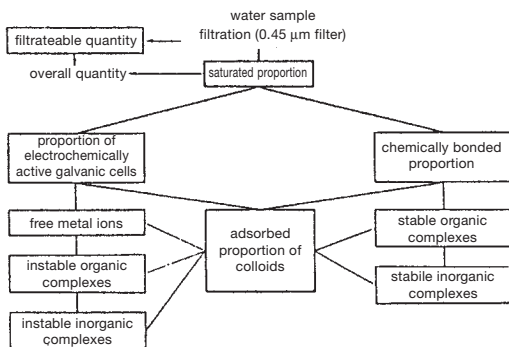 water sample
filtration (0.45 µm filter)
filtrateable quantity
overall quantity
saturated proportion
proportion of
electrochemically
active galvanic cells
chemically bonded
proportion
free metal ions
adsorbed
proportion of
colloids
stable organic
complexes
instable organic
complexes
stabile inorganic
complexes
instable inorganic
complexes